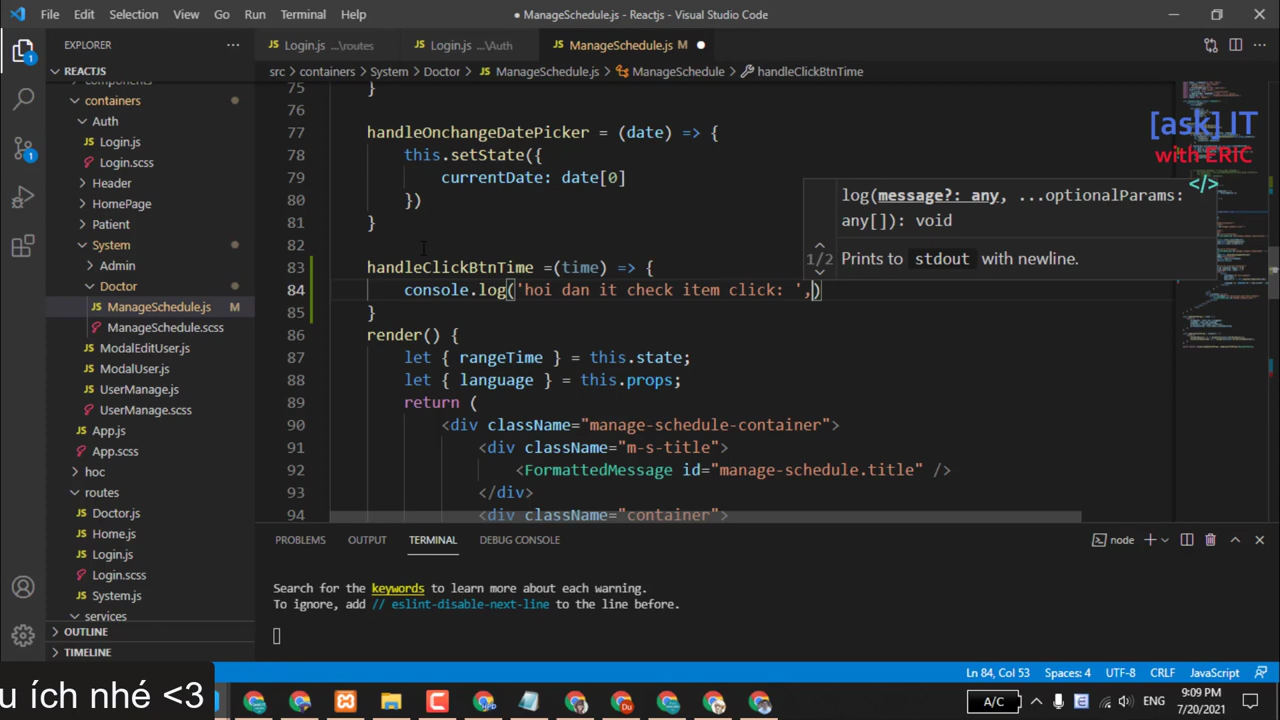 File Edit Selection View Go Run Terminal Help
● ManageSchedule.js - Reactjs - Visual Studio Code
EXPLORER
REACTJS
components
containers
Auth
Login.js
Login.scss
Header
HomePage
Patient
System
Admin
Doctor
ManageSchedule.js M
ManageSchedule.scss
ModalEditUser.js
ModalUser.js
UserManage.js
UserManage.scss
App.js
App.scss
hoc
routes
Doctor.js
Home.js
Login.js
Login.scss
System.js
services
OUTLINE
TIMELINE
Login.js ...\routes Login.js ...\Auth ManageSchedule.js M
src > containers > System > Doctor > ManageSchedule.js > ManageSchedule > handleClickBtnTime
75 }
76
77 handleOnchangeDatePicker = (date) => {
78 this.setState({
79 currentDate: date[0]
80 })
81 }
82
83 handleClickBtnTime =(time) => {
84 console.log('hoi dan it check item click: ',)
85 }
86 render() {
87 let { rangeTime } = this.state;
88 let { language } = this.props;
89 return (
90 <div className="manage-schedule-container">
91 <div className="m-s-title">
92 <FormattedMessage id="manage-schedule.title" />
93 </div>
94 <div className="container">
log(message?: any, ...optionalParams:
any[]): void
1/2 Prints to stdout with newline.
[ask] IT
with ERIC
</>
PROBLEMS OUTPUT TERMINAL DEBUG CONSOLE
node
Search for the keywords to learn more about each warning.
To ignore, add // eslint-disable-next-line to the line before.
1
1
Ln 84, Col 53 Spaces: 4 UTF-8 CRLF JavaScript
u ích nhé <3
A/C
ENG
9:09 PM
7/20/2021